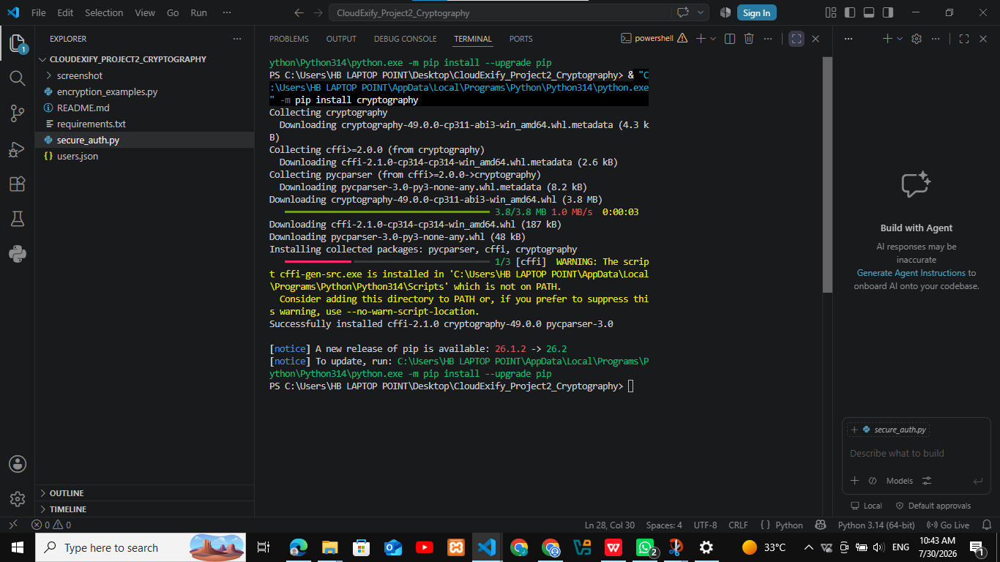 File Edit Selection View Go Run ···
CloudExify_Project2_Cryptography
Sign In
EXPLORER
CLOUDEXIFY_PROJECT2_CRYPTOGRAPHY
screenshot
encryption_examples.py
README.md
requirements.txt
secure_auth.py
users.json
OUTLINE
TIMELINE
PROBLEMS OUTPUT DEBUG CONSOLE TERMINAL PORTS
powershell
ython\Python314\python.exe -m pip install --upgrade pip
PS C:\Users\HB LAPTOP POINT\Desktop\CloudExify_Project2_Cryptography> & "C
:\Users\HB LAPTOP POINT\AppData\Local\Programs\Python\Python314\python.exe
" -m pip install cryptography
Collecting cryptography
Downloading cryptography-49.0.0-cp311-abi3-win_amd64.whl.metadata (4.3 k
B)
Collecting cffi>=2.0.0 (from cryptography)
Downloading cffi-2.1.0-cp314-cp314-win_amd64.whl.metadata (2.6 kB)
Collecting pycparser (from cffi>=2.0.0->cryptography)
Downloading pycparser-3.0-py3-none-any.whl.metadata (8.2 kB)
Downloading cryptography-49.0.0-cp311-abi3-win_amd64.whl (3.8 MB)
3.8/3.8 MB 1.0 MB/s 0:00:03
Downloading cffi-2.1.0-cp314-cp314-win_amd64.whl (187 kB)
Downloading pycparser-3.0-py3-none-any.whl (48 kB)
Installing collected packages: pycparser, cffi, cryptography
1/3 [cffi] WARNING: The scrip
t cffi-gen-src.exe is installed in 'C:\Users\HB LAPTOP POINT\AppData\Local
\Programs\Python\Python314\Scripts' which is not on PATH.
Consider adding this directory to PATH or, if you prefer to suppress thi
s warning, use --no-warn-script-location.
Successfully installed cffi-2.1.0 cryptography-49.0.0 pycparser-3.0
[notice] A new release of pip is available: 26.1.2 -> 26.2
[notice] To update, run: C:\Users\HB LAPTOP POINT\AppData\Local\Programs\P
ython\Python314\python.exe -m pip install --upgrade pip
PS C:\Users\HB LAPTOP POINT\Desktop\CloudExify_Project2_Cryptography>
Build with Agent
AI responses may be
inaccurate
Generate Agent Instructions to
onboard AI onto your codebase.
secure_auth.py
Describe what to build
Models
Local Default approvals
0 0
Ln 28, Col 30 Spaces: 4 UTF-8 CRLF { } Python Python 3.14 (64-bit) Go Live
Type here to search
33°C
ENG
10:43 AM
7/30/2026
1
2
1